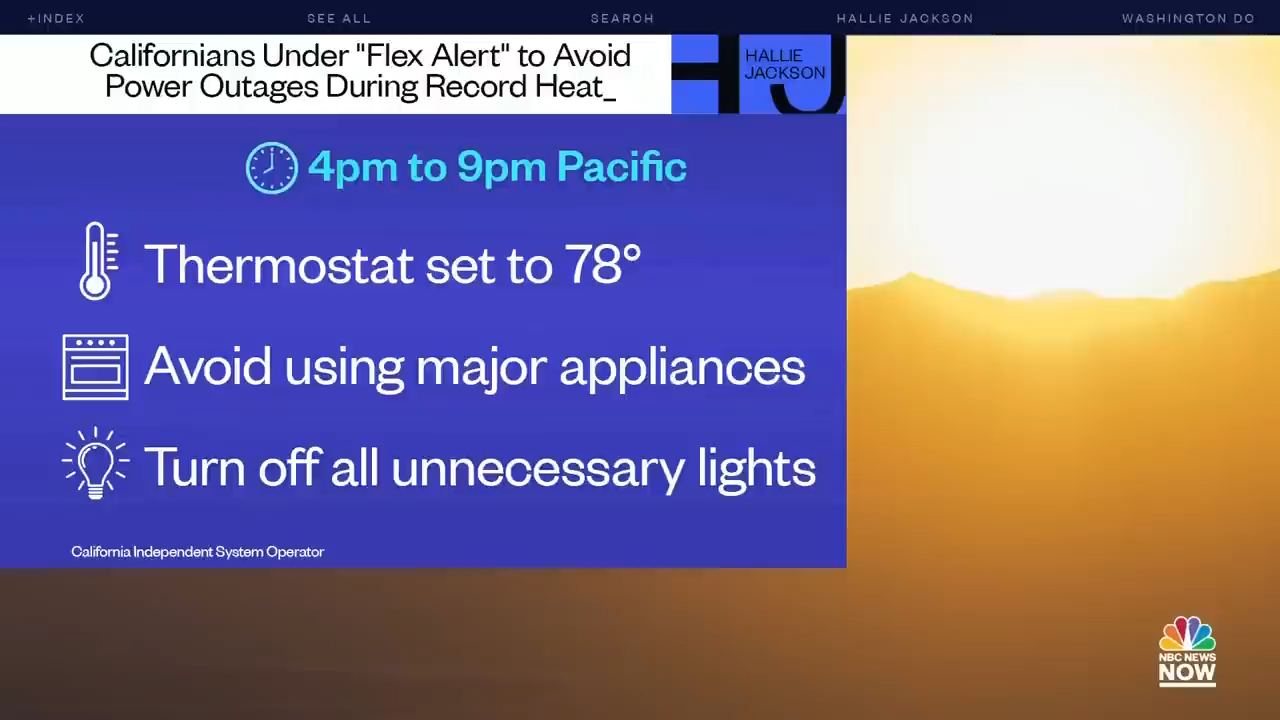 +INDEX SEE ALL SEARCH HALLIE JACKSON WASHINGTON DC
Californians Under "Flex Alert" to Avoid
Power Outages During Record Heat_
HALLIE
JACKSON
4pm to 9pm Pacific
Thermostat set to 78°
Avoid using major appliances
Turn off all unnecessary lights
California Independent System Operator
NBC NEWS
NOW